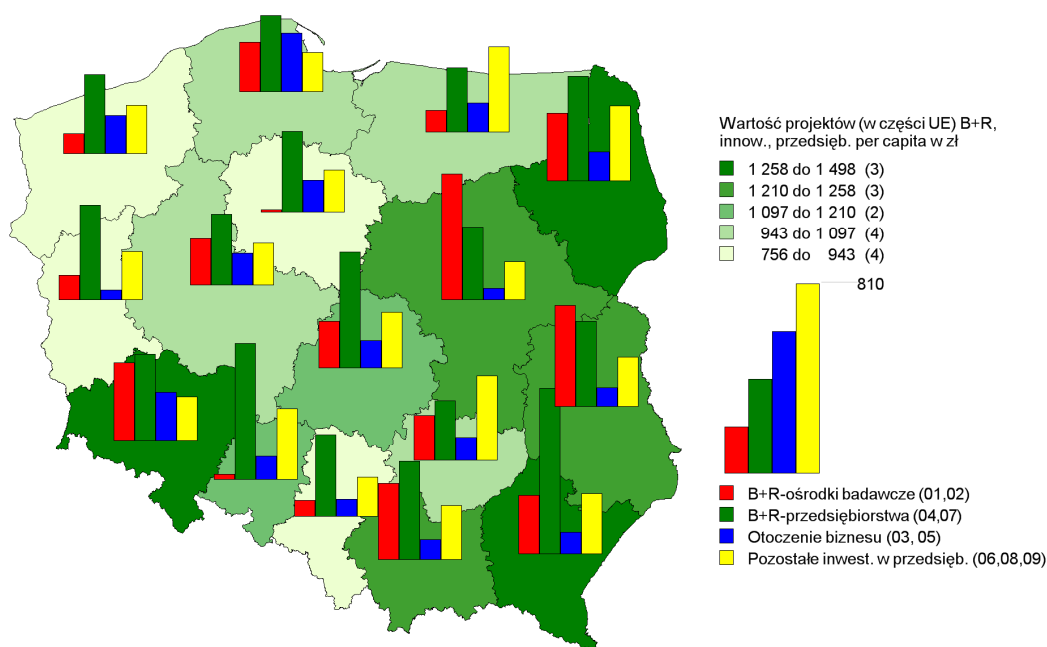 Wartość projektów (w części UE) B+R,
innow., przedsięb. per capita w zł
1 258 do 1 498 (3)
1 210 do 1 258 (3)
1 097 do 1 210 (2)
943 do 1 097 (4)
756 do 943 (4)
810
B+R-ośrodki badawcze (01,02)
B+R-przedsiębiorstwa (04,07)
Otoczenie biznesu (03, 05)
Pozostałe inwest. w przedsięb. (06,08,09)